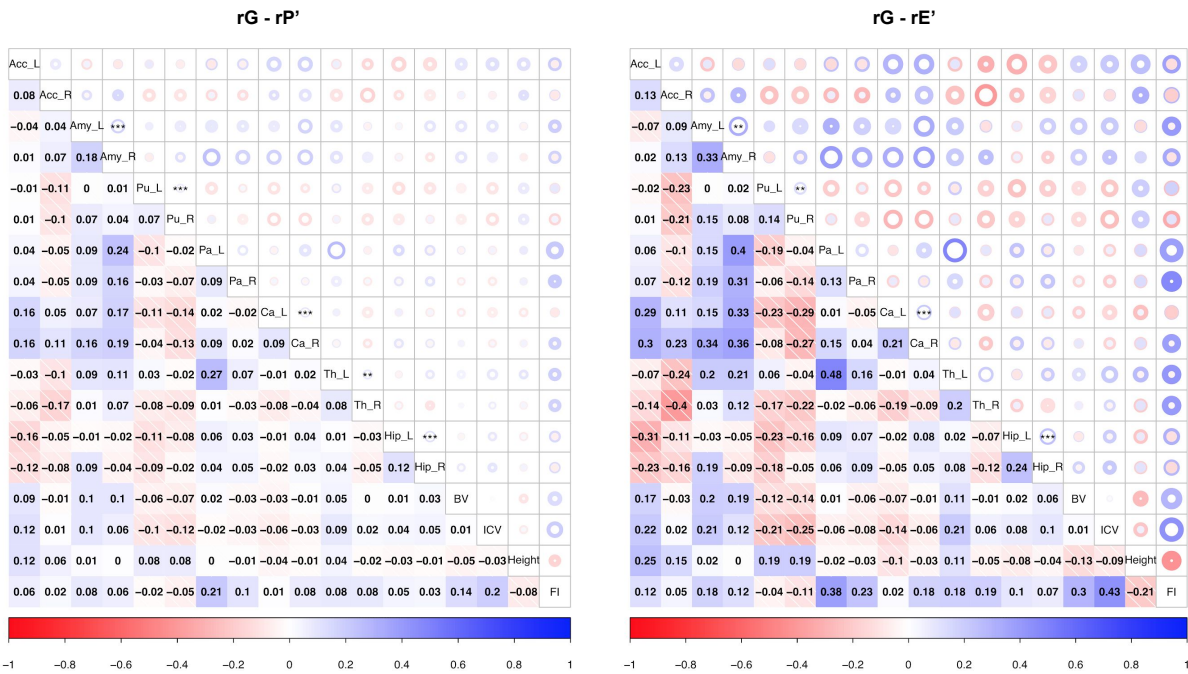 rG - rP’ rG - rE’
Acc_L Acc_L
0.08 Acc_R 0.13 Acc_R
−0.04 0.04 Amy_L *** −0.07 0.09 Amy_L **
0.01 0.07 0.18 Amy_R 0.02 0.13 0.33 Amy_R
−0.01 −0.11 0 0.01 Pu_L *** −0.02 −0.23 0 0.02 Pu_L **
0.01 −0.1 0.07 0.04 0.07 Pu_R 0.01 −0.21 0.15 0.08 0.14 Pu_R
0.04 −0.05 0.09 0.24 −0.1 −0.02 Pa_L 0.06 −0.1 0.15 0.4 −0.19 −0.04 Pa_L
0.04 −0.05 0.09 0.16 −0.03 −0.07 0.09 Pa_R 0.07 −0.12 0.19 0.31 −0.06 −0.14 0.13 Pa_R
0.16 0.05 0.07 0.17 −0.11 −0.14 0.02 −0.02 Ca_L *** 0.29 0.11 0.15 0.33 −0.23 −0.29 0.01 −0.05 Ca_L ***
0.16 0.11 0.16 0.19 −0.04 −0.13 0.09 0.02 0.09 Ca_R 0.3 0.23 0.34 0.36 −0.08 −0.27 0.15 0.04 0.21 Ca_R
−0.03 −0.1 0.09 0.11 0.03 −0.02 0.27 0.07 −0.01 0.02 Th_L ** −0.07 −0.24 0.2 0.21 0.06 −0.04 0.48 0.16 −0.01 0.04 Th_L
−0.06 −0.17 0.01 0.07 −0.08 −0.09 0.01 −0.03 −0.08 −0.04 0.08 Th_R −0.14 −0.4 0.03 0.12 −0.17 −0.22 −0.02 −0.06 −0.19 −0.09 0.2 Th_R
−0.16 −0.05 −0.01 −0.02 −0.11 −0.08 0.06 0.03 −0.01 0.04 0.01 −0.03 Hip_L *** −0.31 −0.11 −0.03 −0.05 −0.23 −0.16 0.09 0.07 −0.02 0.08 0.02 −0.07 Hip_L ***
−0.12 −0.08 0.09 −0.04 −0.09 −0.02 0.04 0.05 −0.02 0.03 0.04 −0.05 0.12 Hip_R −0.23 −0.16 0.19 −0.09 −0.18 −0.05 0.06 0.09 −0.05 0.05 0.08 −0.12 0.24 Hip_R
0.09 −0.01 0.1 0.1 −0.06 −0.07 0.02 −0.03 −0.03 −0.01 0.05 0 0.01 0.03 BV 0.17 −0.03 0.2 0.19 −0.12 −0.14 0.01 −0.06 −0.07 −0.01 0.11 −0.01 0.02 0.06 BV
0.12 0.01 0.1 0.06 −0.1 −0.12 −0.02 −0.03 −0.06 −0.03 0.09 0.02 0.04 0.05 0.01 ICV 0.22 0.02 0.21 0.12 −0.21 −0.25 −0.06 −0.08 −0.14 −0.06 0.21 0.06 0.08 0.1 0.01 ICV
0.12 0.06 0.01 0 0.08 0.08 0 −0.01 −0.04 −0.01 0.04 −0.02 −0.03 −0.01 −0.05 −0.03 Height 0.25 0.15 0.02 0 0.19 0.19 −0.02 −0.03 −0.1 −0.03 0.11 −0.05 −0.08 −0.04 −0.13 −0.09 Height
0.06 0.02 0.08 0.06 −0.02 −0.05 0.21 0.1 0.01 0.08 0.08 0.08 0.05 0.03 0.14 0.2 −0.08 FI 0.12 0.05 0.18 0.12 −0.04 −0.11 0.38 0.23 0.02 0.18 0.18 0.19 0.1 0.07 0.3 0.43 −0.21 FI
−1 −0.8 −0.6 −0.4 −0.2 0 0.2 0.4 0.6 0.8 1 −1 −0.8 −0.6 −0.4 −0.2 0 0.2 0.4 0.6 0.8 1